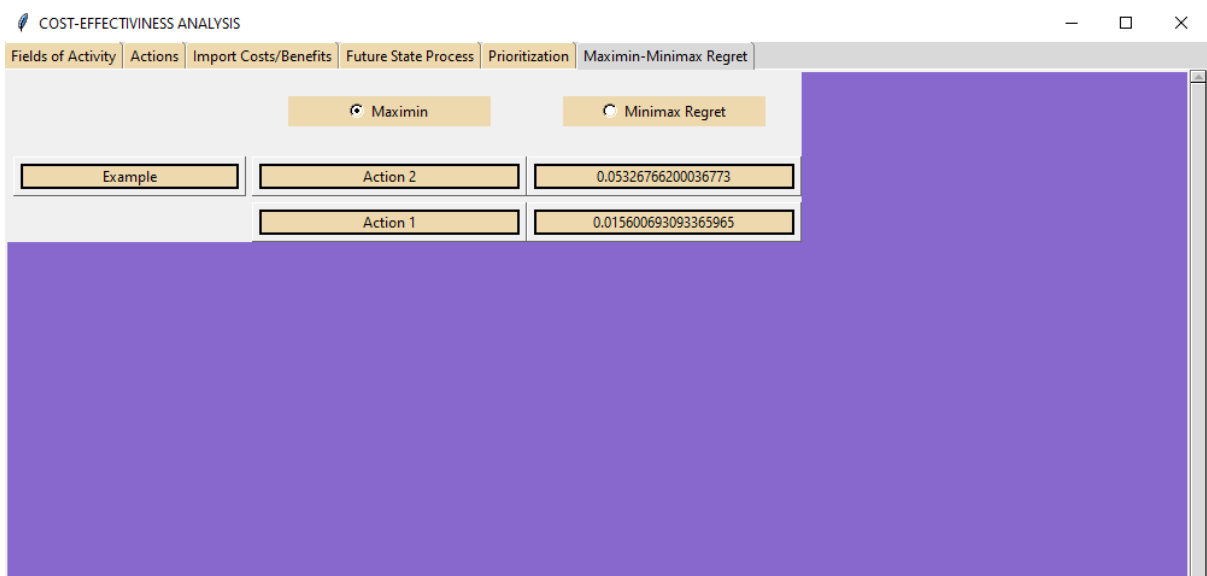 COST-EFFECTIVINESS ANALYSIS
Fields of Activity Actions Import Costs/Benefits Future State Process Prioritization Maximin-Minimax Regret
Maximin Minimax Regret
Example Action 2 0.05326766200036773
Action 1 0.015600693093365965